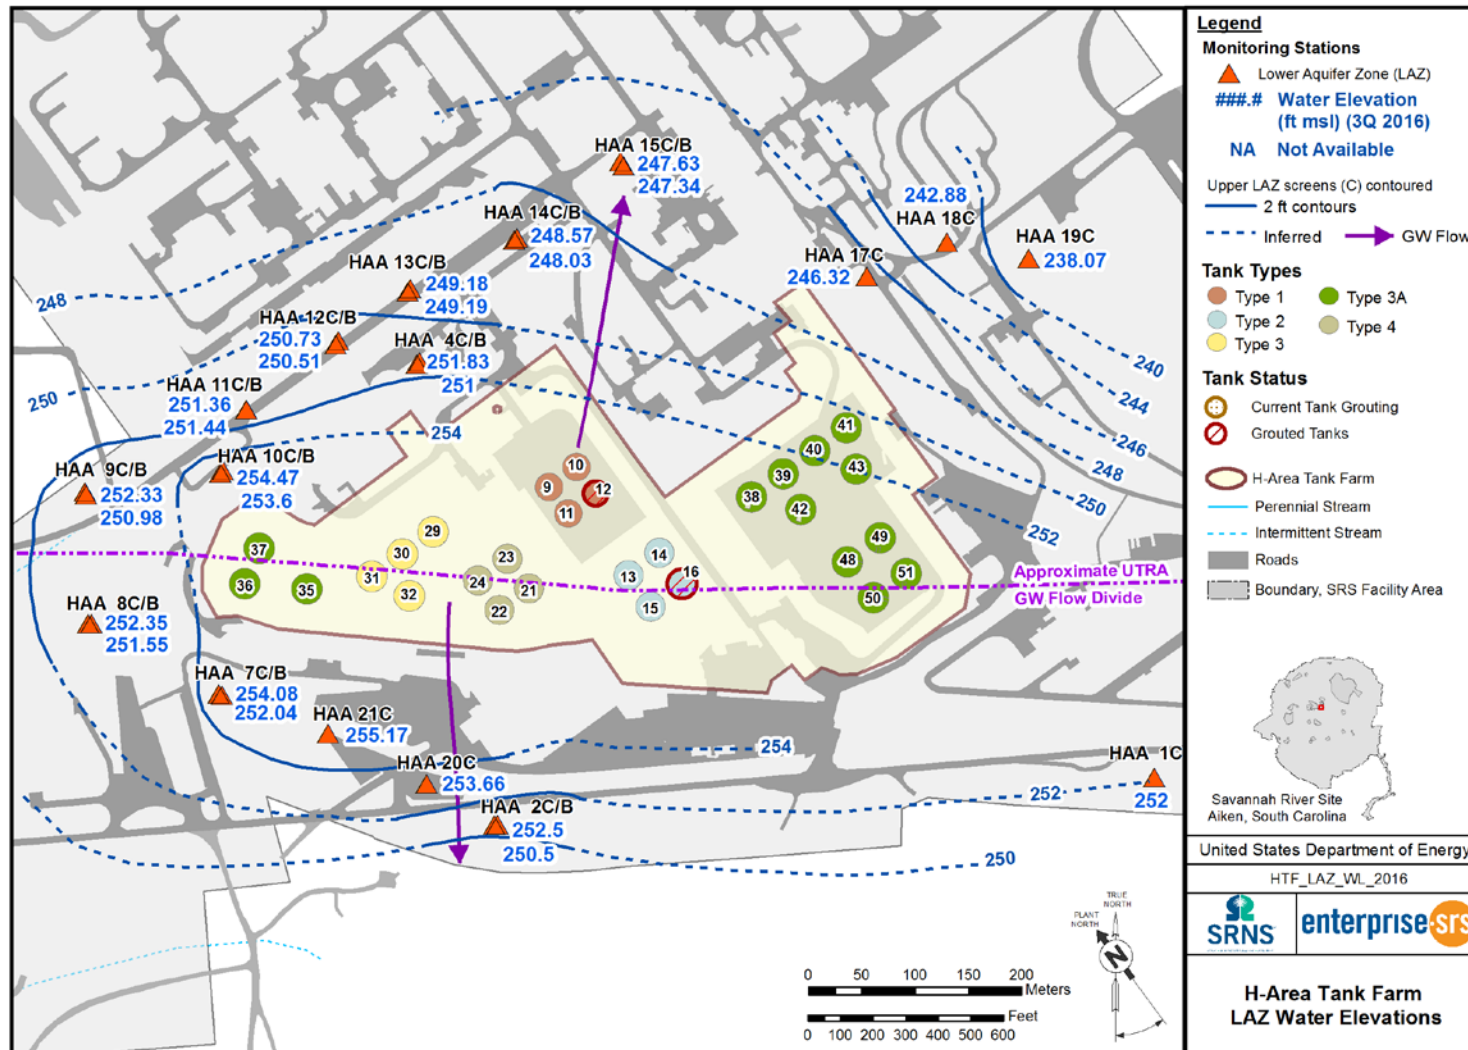 HAA 15C/B
247.63
247.34
HAA 14C/B
248.57
248.03
HAA 13C/B
249.18
249.19
HAA 12C/B
250.73
250.51
HAA 4C/B
251.83
251
HAA 11C/B
251.36
251.44
HAA 10C/B
254.47
253.6
HAA 9C/B
252.33
250.98
HAA 8C/B
252.35
251.55
HAA 7C/B
254.08
252.04
HAA 21C
255.17
HAA 20C
253.66
HAA 2C/B
252.5
250.5
HAA 1C
252
242.88
HAA 18C
HAA 17C
246.32
HAA 19C
238.07
248
250
254
240
244
246
248
250
252
254
252
250
9
10
11
12
13
14
15
16
21
22
23
24
29
30
31
32
35
36
37
38
39
40
41
42
43
48
49
50
51
Approximate UTRA
GW Flow Divide
TRUE
NORTH
PLANT
NORTH
N
0 50 100 150 200
Meters
Feet
0 100 200 300 400 500 600
Legend
Monitoring Stations
Lower Aquifer Zone (LAZ)
###.# Water Elevation
(ft msl) (3Q 2016)
NA Not Available
Upper LAZ screens (C) contoured
2 ft contours
Inferred
GW Flow
Tank Types
Type 1
Type 3A
Type 2
Type 4
Type 3
Tank Status
Current Tank Grouting
Grouted Tanks
H-Area Tank Farm
Perennial Stream
Intermittent Stream
Roads
Boundary, SRS Facility Area
Savannah River Site
Aiken, South Carolina
United States Department of Energy
HTF_LAZ_WL_2016
SRNS
enterprise·srs
H-Area Tank Farm
LAZ Water Elevations